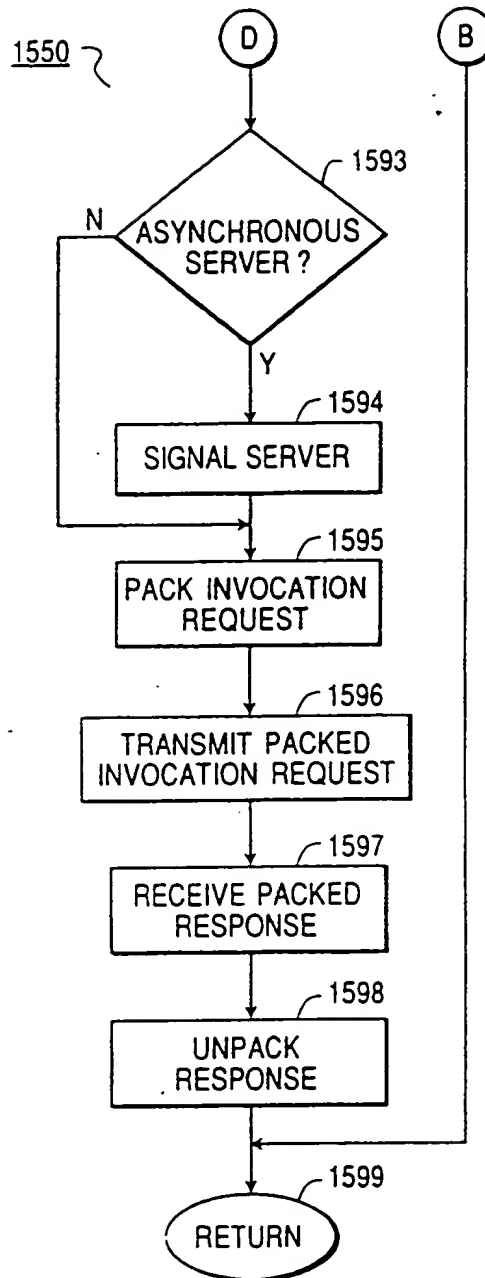 1550
D
B
1593
N
ASYNCHRONOUS
SERVER ?
Y
1594
SIGNAL SERVER
1595
PACK INVOCATION
REQUEST
1596
TRANSMIT PACKED
INVOCATION REQUEST
1597
RECEIVE PACKED
RESPONSE
1598
UNPACK
RESPONSE
1599
RETURN